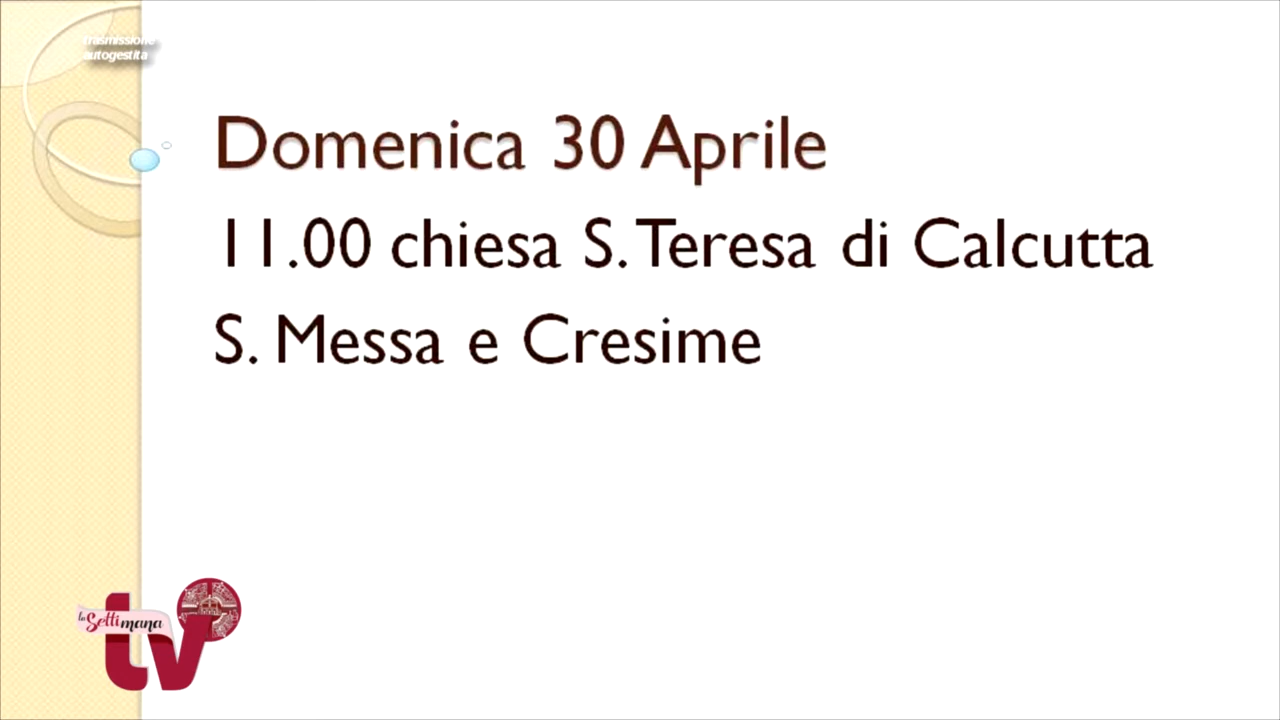 Trasmissione
autogestita
Domenica 30 Aprile
11.00 chiesa S. Teresa di Calcutta
S. Messa e Cresime
la Settimana
tv